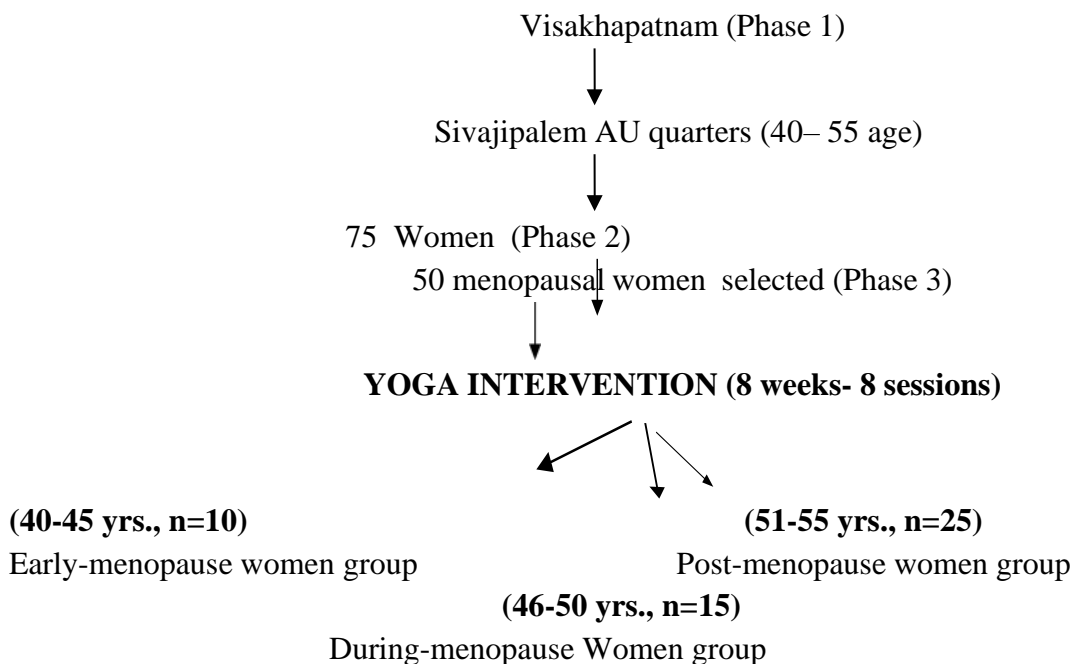 Visakhapatnam (Phase 1)
Sivajipalem AU quarters (40– 55 age)
75 Women (Phase 2)
50 menopausal women selected (Phase 3)
YOGA INTERVENTION (8 weeks- 8 sessions)
(40-45 yrs., n=10)
Early-menopause women group
(51-55 yrs., n=25)
Post-menopause women group
(46-50 yrs., n=15)
During-menopause Women group